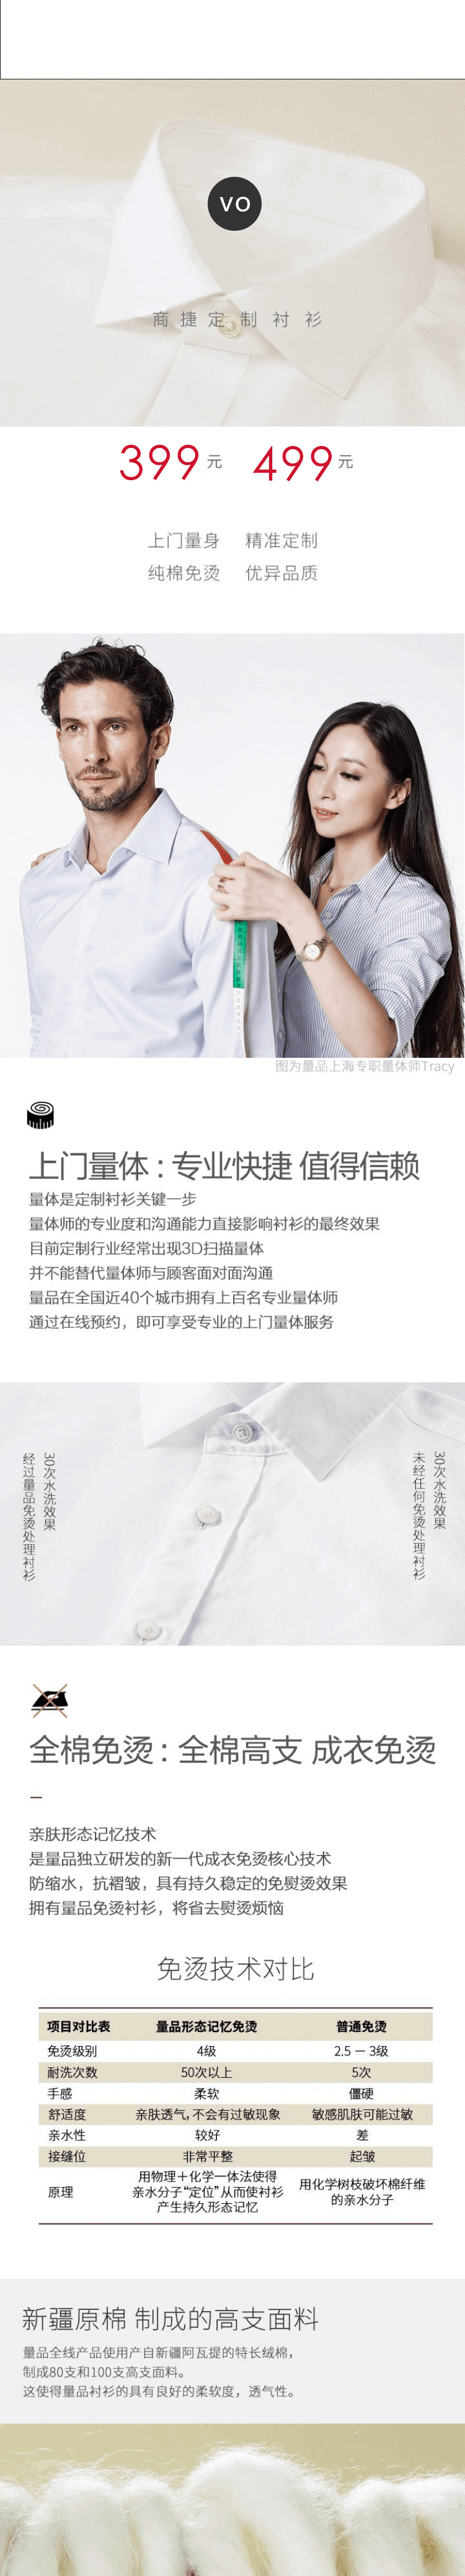 VO
商捷定制衬衫
399元 499元
上门量身 精准定制
纯棉免烫 优异品质
图为量品上海专职量体师Tracy
上门量体：专业快捷 值得信赖
量体是定制衬衫关键一步
量体师的专业度和沟通能力直接影响衬衫的最终效果
目前定制行业经常出现3D扫描量体
并不能替代量体师与顾客面对面沟通
量品在全国近40个城市拥有上百名专业量体师
通过在线预约，即可享受专业的上门量体服务
30次水洗效果
经过量品免烫处理衬衫
30次水洗效果
未经任何免烫处理衬衫
全棉免烫：全棉高支 成衣免烫
亲肤形态记忆技术
是量品独立研发的新一代成衣免烫核心技术
防缩水，抗褶皱，具有持久稳定的免熨烫效果
拥有量品免烫衬衫，将省去熨烫烦恼
免烫技术对比
项目对比表 量品形态记忆免烫 普通免烫
免烫级别 4级 2.5 － 3级
耐洗次数 50次以上 5次
手感 柔软 僵硬
舒适度 亲肤透气，不会有过敏现象 敏感肌肤可能过敏
亲水性 较好 差
接缝位 非常平整 起皱
原理
用物理＋化学一体法使得
亲水分子“定位”从而使衬衫
产生持久形态记忆
用化学树枝破坏棉纤维
的亲水分子
新疆原棉 制成的高支面料
量品全线产品使用产自新疆阿瓦提的特长绒棉，
制成80支和100支高支面料。
这使得量品衬衫的具有良好的柔软度，透气性。